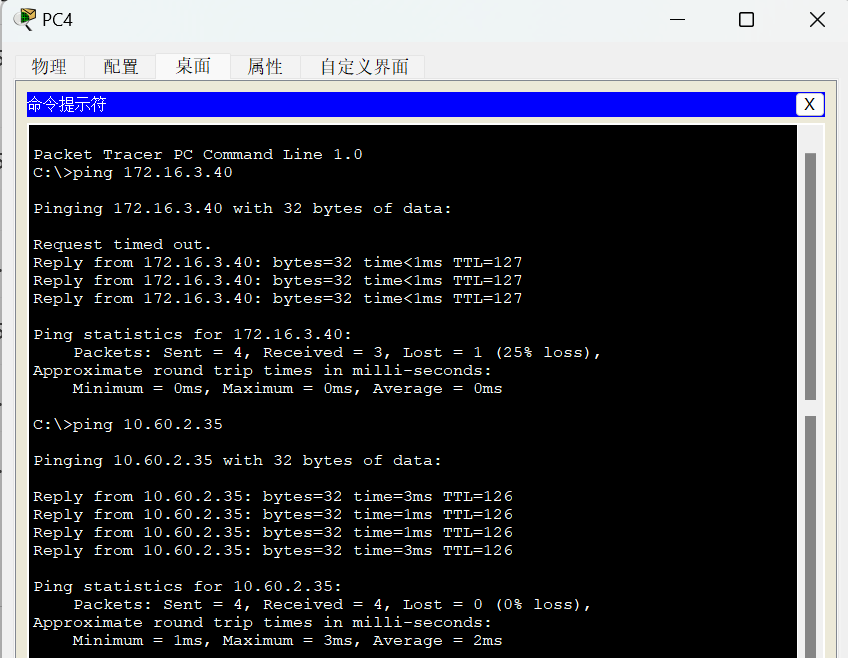 PC4
物理 配置 桌面 属性 自定义界面
命令提示符 X
Packet Tracer PC Command Line 1.0
C:\>ping 172.16.3.40
Pinging 172.16.3.40 with 32 bytes of data:
Request timed out.
Reply from 172.16.3.40: bytes=32 time<1ms TTL=127
Reply from 172.16.3.40: bytes=32 time<1ms TTL=127
Reply from 172.16.3.40: bytes=32 time<1ms TTL=127
Ping statistics for 172.16.3.40:
    Packets: Sent = 4, Received = 3, Lost = 1 (25% loss),
Approximate round trip times in milli-seconds:
    Minimum = 0ms, Maximum = 0ms, Average = 0ms
C:\>ping 10.60.2.35
Pinging 10.60.2.35 with 32 bytes of data:
Reply from 10.60.2.35: bytes=32 time=3ms TTL=126
Reply from 10.60.2.35: bytes=32 time=1ms TTL=126
Reply from 10.60.2.35: bytes=32 time=1ms TTL=126
Reply from 10.60.2.35: bytes=32 time=3ms TTL=126
Ping statistics for 10.60.2.35:
    Packets: Sent = 4, Received = 4, Lost = 0 (0% loss),
Approximate round trip times in milli-seconds:
    Minimum = 1ms, Maximum = 3ms, Average = 2ms